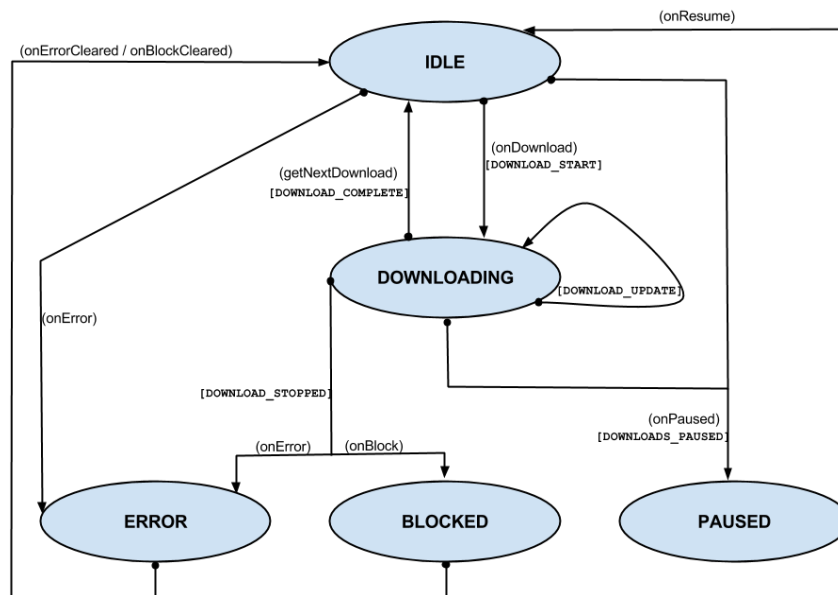 (onResume)
(onErrorCleared / onBlockCleared)
IDLE
(onDownload)
[DOWNLOAD_START]
(getNextDownload)
[DOWNLOAD_COMPLETE]
DOWNLOADING
[DOWNLOAD_UPDATE]
(onError)
[DOWNLOAD_STOPPED]
(onPaused)
[DOWNLOADS_PAUSED]
(onError)
(onBlock)
ERROR
BLOCKED
PAUSED